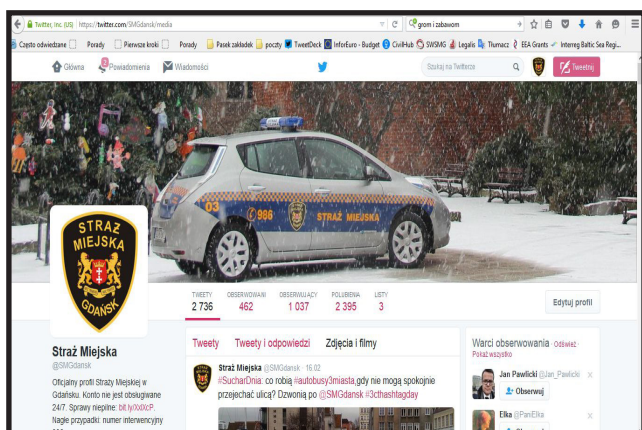 Twitter, Inc. (US) https://twitter.com/SMGdansk/media
grom i zabawom
Często odwiedzane Porady Pierwsze kroki Porady Pasek zakładek poczty TweetDeck InforEuro - Budget CivilHub SWSMG Legalis Tłumacz EEA Grants Interreg Baltic Sea Regi...
Główna 2 Powiadomienia Wiadomości Szukaj na Twitterze Tweetnij
03 986 STRAŻ MIEJSKA
STRAŻ MIEJSKA
GDAŃSK
TWEETY OBSERWOWANI OBSERWUJĄCY POLUBIENIA LISTY
2 736 462 1 037 2 395 3
Edytuj profil
Straż Miejska
@SMGdansk
Oficjalny profil Straży Miejskiej w
Gdańsku. Konto nie jest obsługiwane
24/7. Sprawy niepilne: bit.ly/XdXcP.
Nagłe przypadki: numer interwencyjny
Tweety Tweety i odpowiedzi Zdjęcia i filmy
Straż Miejska @SMGdansk · 16.02
#SucharDnia: co robią #autobusy3miasta,gdy nie mogą spokojnie
przejechać ulicą? Dzwonią po @SMGdansk #3cthashtagday
Warci obserwowania · Odśwież ·
Pokaż wszystko
Jan Pawlicki @Jan_Pawlicki
Obserwuj
Elka @PaniElka
Obserwuj